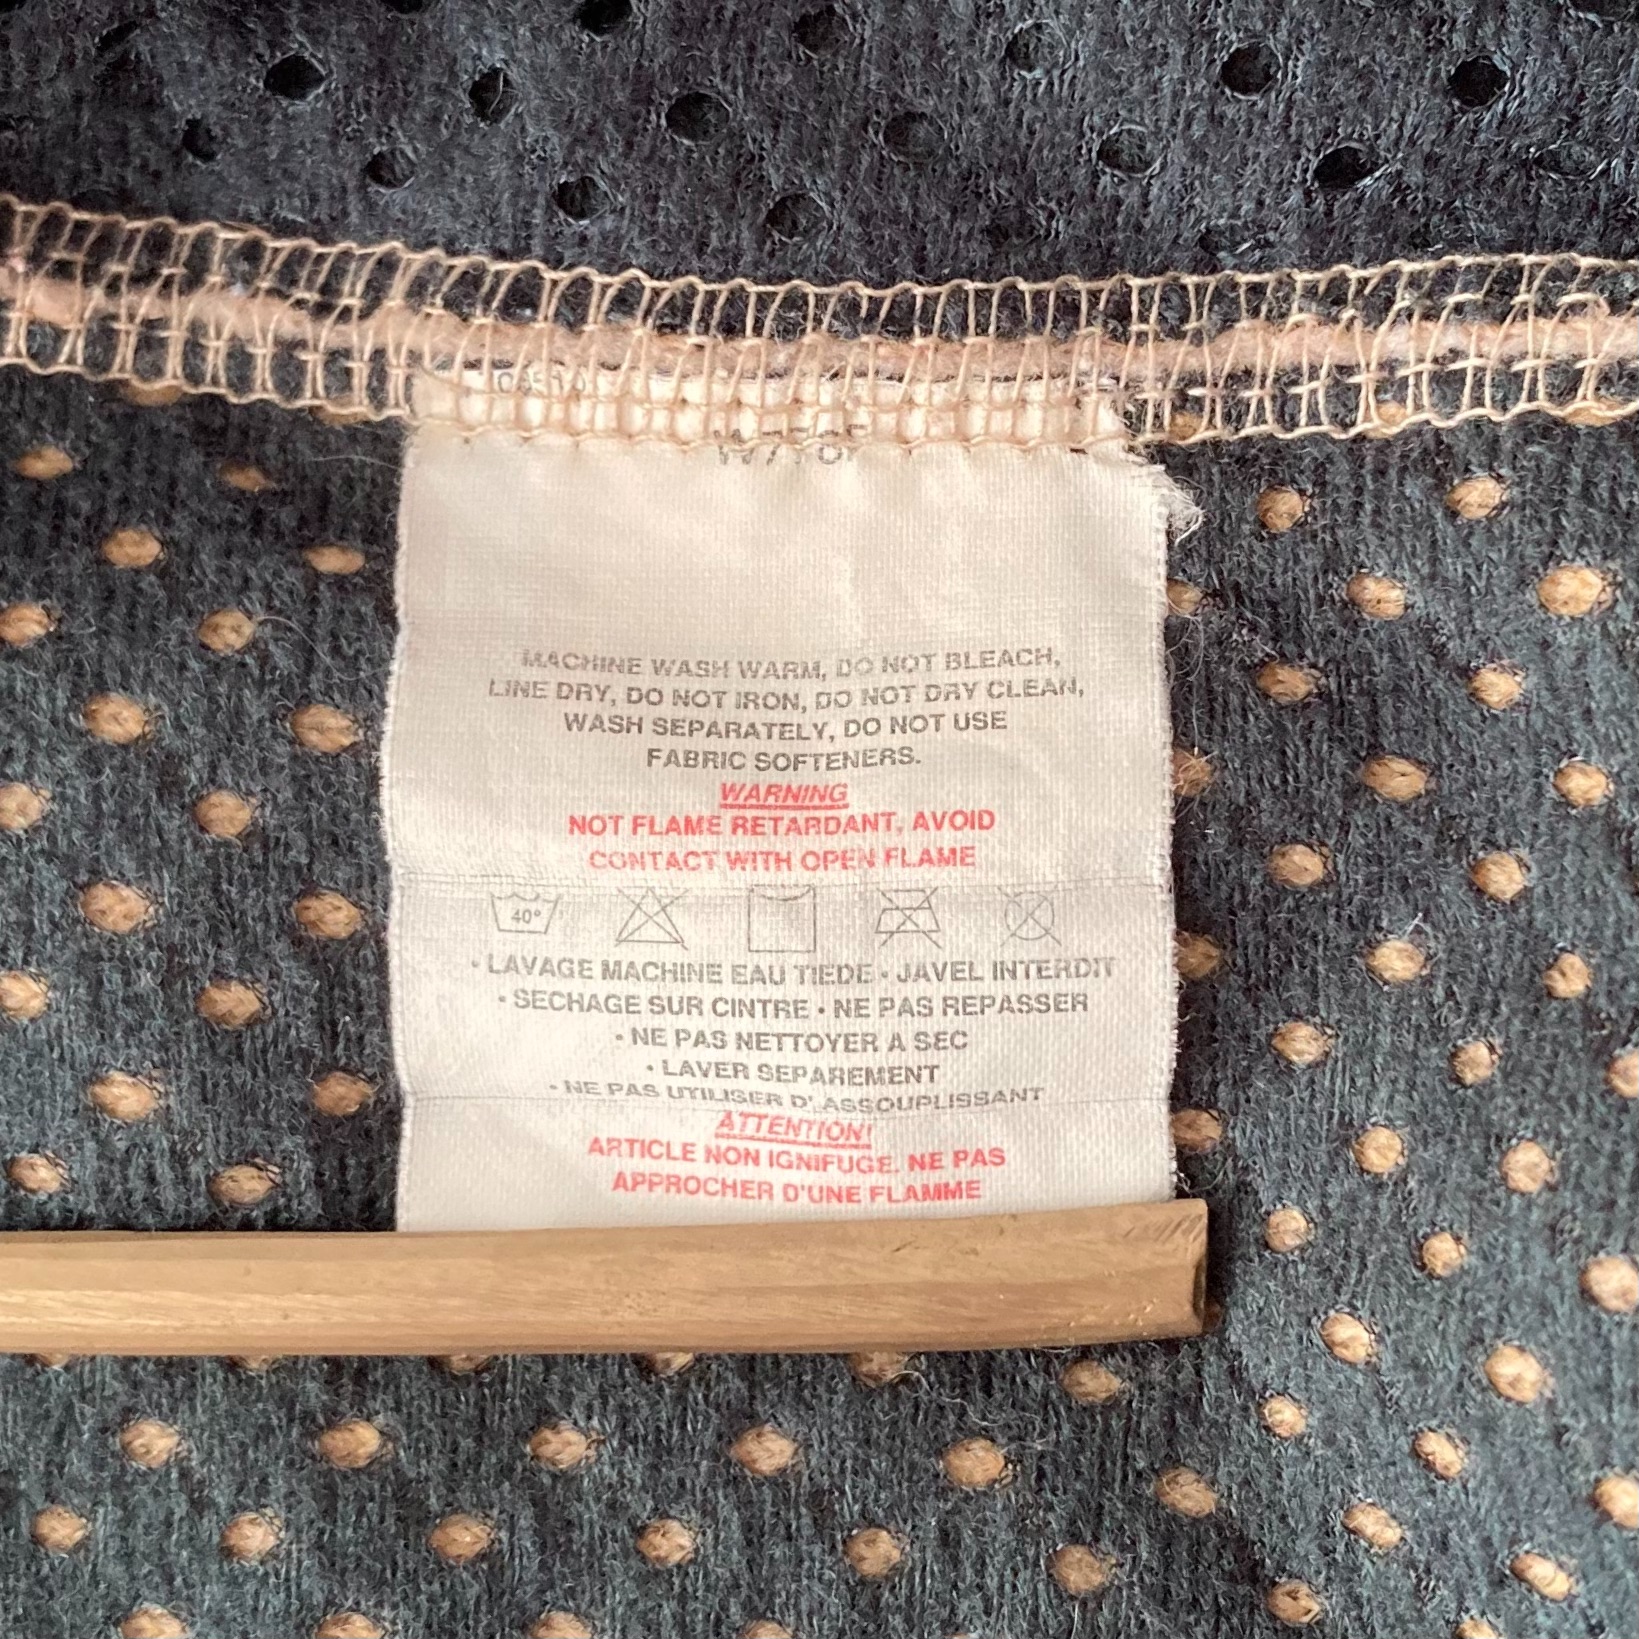 MACHINE WASH WARM, DO NOT BLEACH,
LINE DRY, DO NOT IRON, DO NOT DRY CLEAN,
WASH SEPARATELY, DO NOT USE
FABRIC SOFTENERS.
WARNING
NOT FLAME RETARDANT, AVOID
CONTACT WITH OPEN FLAME
40°
• LAVAGE MACHINE EAU TIEDE • JAVEL INTERDIT
• SECHAGE SUR CINTRE • NE PAS REPASSER
• NE PAS NETTOYER A SEC
• LAVER SEPAREMENT
• NE PAS UTILISER D' ASSOUPLISSANT
ATTENTION!
ARTICLE NON IGNIFUGE. NE PAS
APPROCHER D'UNE FLAMME